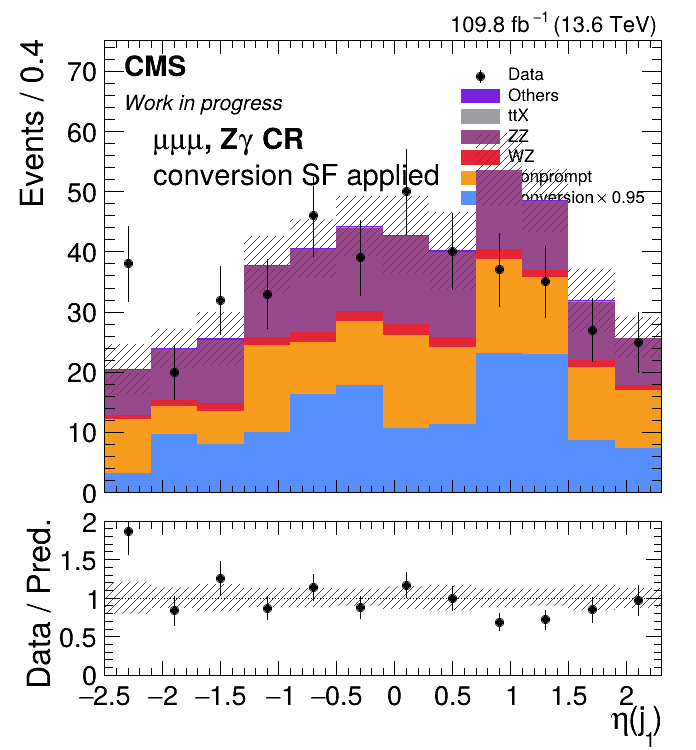 109.8 fb⁻¹ (13.6 TeV)
CMS
Work in progress
μμμ, Zγ CR
conversion SF applied
Data
Others
ttX
ZZ
WZ
onprompt
onversion × 0.95
Events / 0.4
70
60
50
40
30
20
10
0
Data / Pred.
2
1.5
1
0.5
0
−2.5 −2 −1.5 −1 −0.5 0 0.5 1 1.5 2
η(j₁)